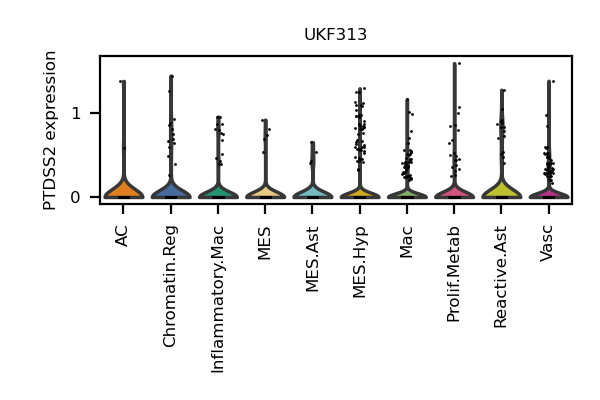 UKF313
PTDSS2 expression
1
0
AC
Chromatin.Reg
Inflammatory.Mac
MES
MES.Ast
MES.Hyp
Mac
Prolif.Metab
Reactive.Ast
Vasc